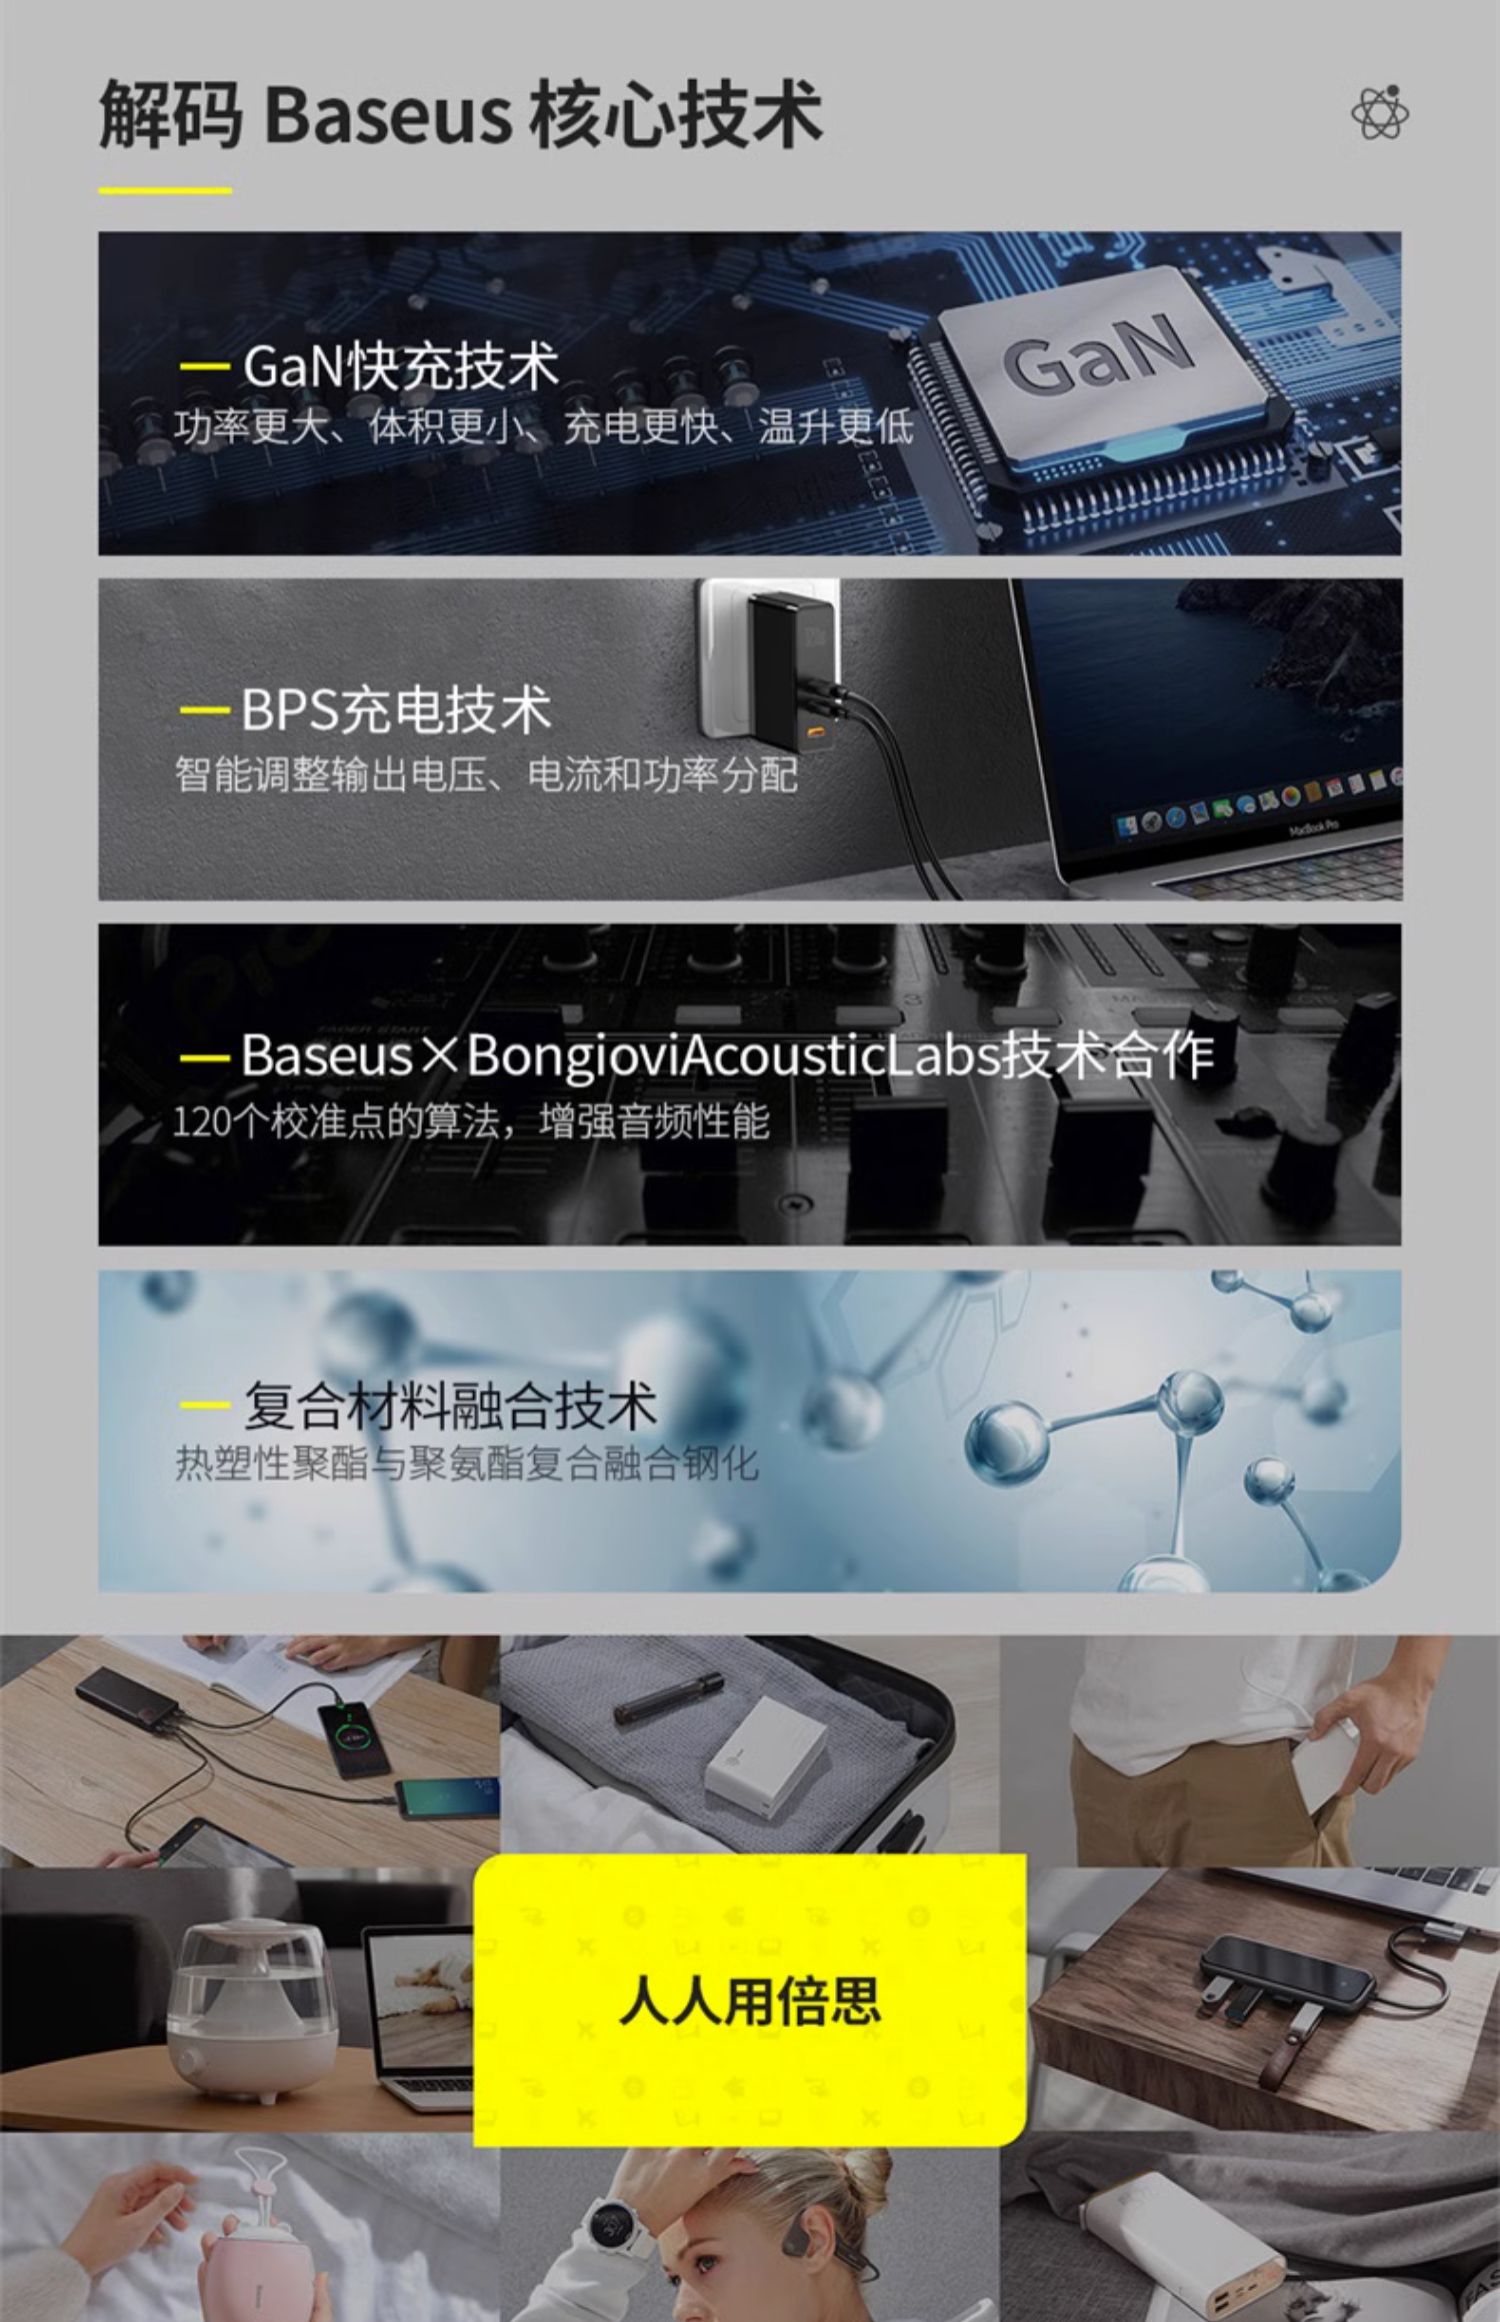 解码 Baseus 核心技术
GaN快充技术
功率更大、体积更小、充电更快、温升更低
GaN
BPS充电技术
智能调整输出电压、电流和功率分配
MacBook Pro
3
FADER START
Baseus×BongioviAcousticLabs技术合作
120个校准点的算法，增强音频性能
复合材料融合技术
热塑性聚酯与聚氨酯复合融合钢化
人人用倍思